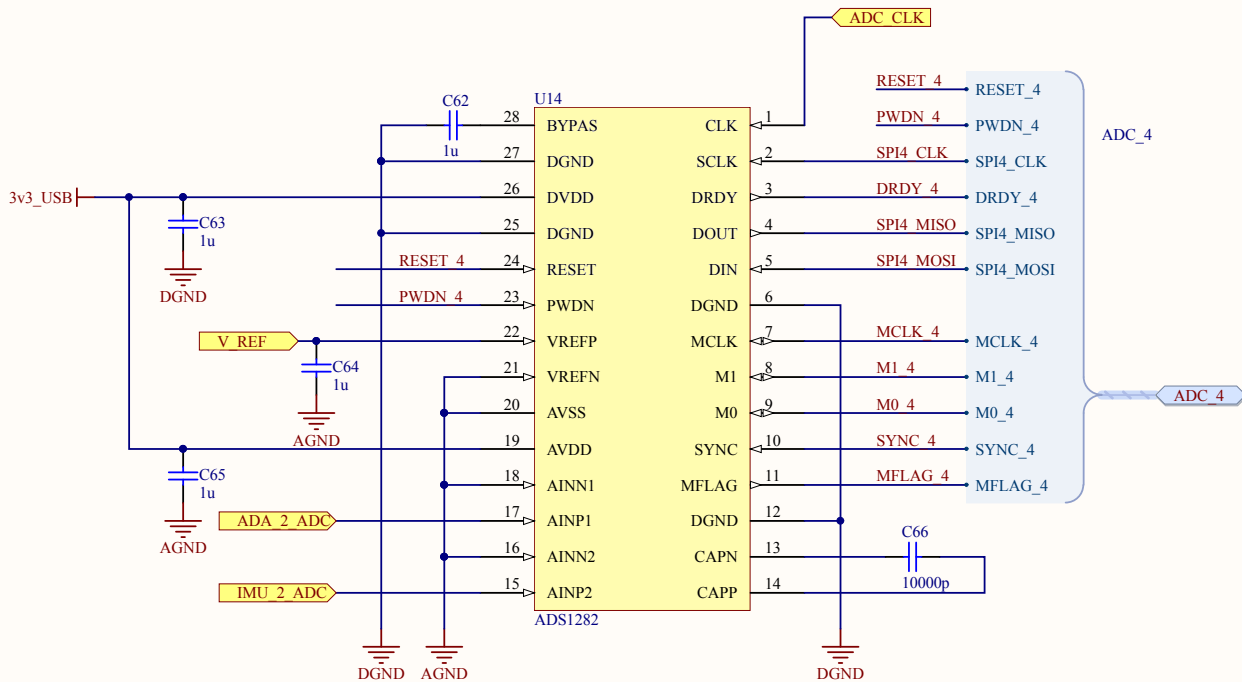 ADC_CLK
RESET_4
RESET_4
C62
U14
1u
28
BYPAS
CLK
1
PWDN_4
PWDN_4
ADC_4
27
DGND
SCLK
2
SPI4_CLK
SPI4_CLK
3v3_USB
26
DVDD
DRDY
3
DRDY_4
DRDY_4
C63
1u
DGND
25
DGND
DOUT
4
SPI4_MISO
SPI4_MISO
RESET_4
24
RESET
DIN
5
SPI4_MOSI
SPI4_MOSI
PWDN_4
23
PWDN
DGND
6
V_REF
22
VREFP
MCLK
7
MCLK_4
MCLK_4
C64
1u
AGND
21
VREFN
M1
8
M1_4
M1_4
ADC_4
20
AVSS
M0
9
M0_4
M0_4
19
AVDD
SYNC
10
SYNC_4
SYNC_4
C65
1u
AGND
18
AINN1
MFLAG
11
MFLAG_4
MFLAG_4
ADA_2_ADC
17
AINP1
DGND
12
16
AINN2
CAPN
13
C66
10000p
IMU_2_ADC
15
AINP2
CAPP
14
ADS1282
DGND
AGND
DGND